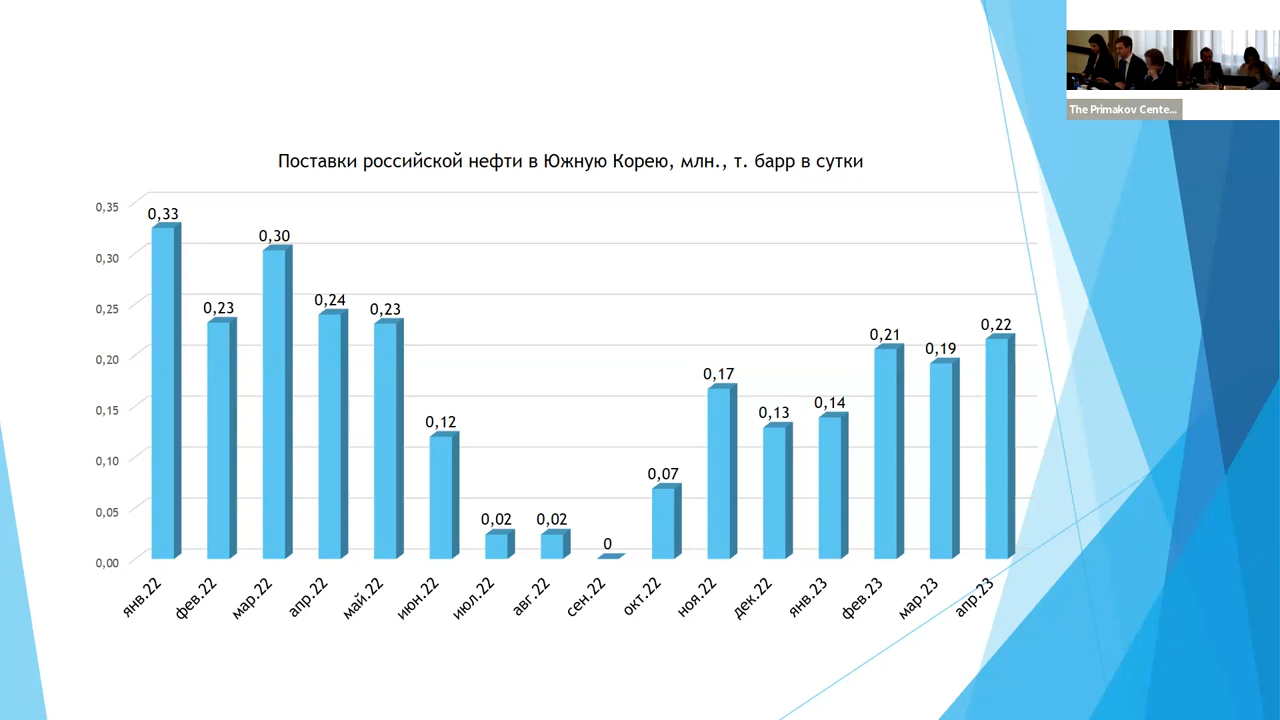 The Primakov Cente...
Поставки российской нефти в Южную Корею, млн., т. барр в сутки
0,35
0,30
0,25
0,20
0,15
0,10
0,05
0,00
0,33
0,23
0,30
0,24
0,23
0,12
0,02
0,02
0
0,07
0,17
0,13
0,14
0,21
0,19
0,22
янв.22
фев.22
мар.22
апр.22
май.22
июн.22
июл.22
авг.22
сен.22
окт.22
ноя.22
дек.22
янв.23
фев.23
мар.23
апр.23